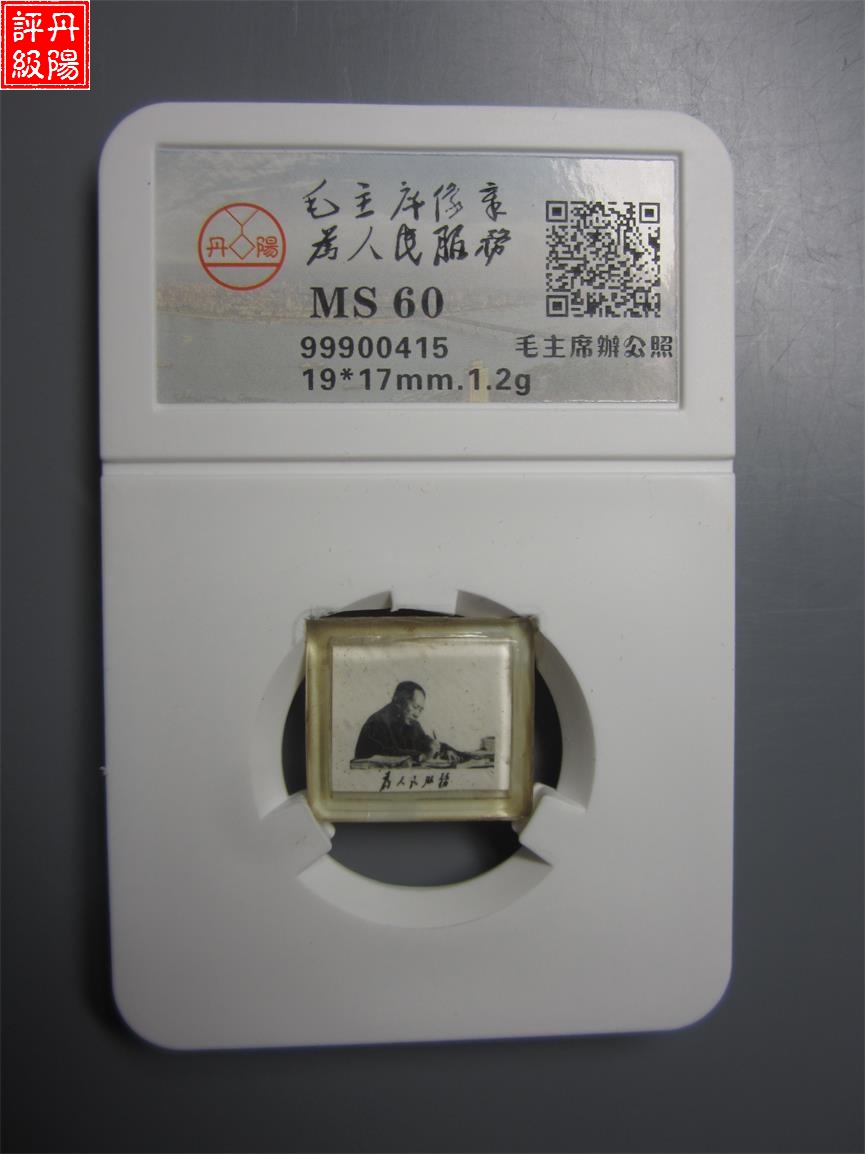 丹陽
評級
毛主席像章
為人民服務
丹陽
MS 60
99900415
毛主席辦公照
19*17mm.1.2g
為人民服務